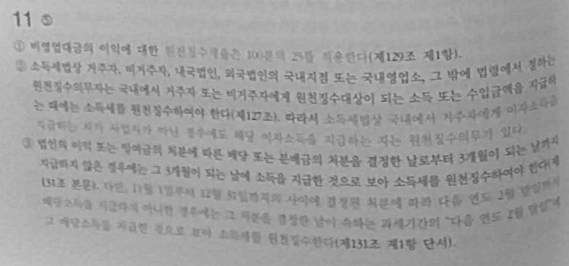 11 ⑤
① 비영업대금의 이익에 대한 원천징수세율은 100분의 25를 적용한다(제129조 제1항).
② 소득세법상 거주자, 비거주자, 내국법인, 외국법인의 국내지점 또는 국내영업소, 그 밖에 법령에서 정하는
원천징수의무자는 국내에서 거주자 또는 비거주자에게 원천징수대상이 되는 소득 또는 수입금액을 지급하
는 때에는 소득세를 원천징수하여야 한다(제127조). 따라서 소득세법상 국내에서 거주자에게 이자소득을
지급하는 자가 사업자가 아닌 경우에도 해당 이자소득을 지급하는 자는 원천징수의무가 있다.
③ 법인의 이익 또는 잉여금의 처분에 따른 배당 또는 분배금의 처분을 결정한 날로부터 3개월이 되는 날까지
지급하지 않은 경우에는 그 3개월이 되는 날에 소득을 지급한 것으로 보아 소득세를 원천징수하여야 한다(제
131조 본문). 다만, 11월 1일부터 12월 31일까지의 사이에 결정된 처분에 따라 다음 연도 2월 말일까지
배당소득을 지급하지 아니한 경우에는 그 처분을 결정한 날이 속하는 과세기간의 "다음 연도 2월 말일"에
그 배당소득을 지급한 것으로 보아 소득세를 원천징수한다(제131조 제1항 단서).